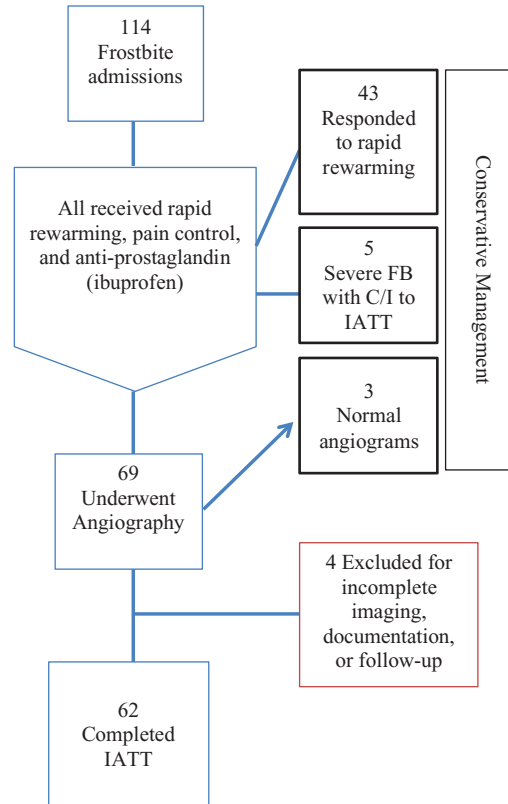 114
Frostbite
admissions
43
Responded
to rapid
rewarming
Conservative Management
All received rapid
rewarming, pain control,
and anti-prostaglandin
(ibuprofen)
5
Severe FB
with C/I to
IATT
3
Normal
angiograms
69
Underwent
Angiography
4 Excluded for
incomplete
imaging,
documentation,
or follow-up
62
Completed
IATT